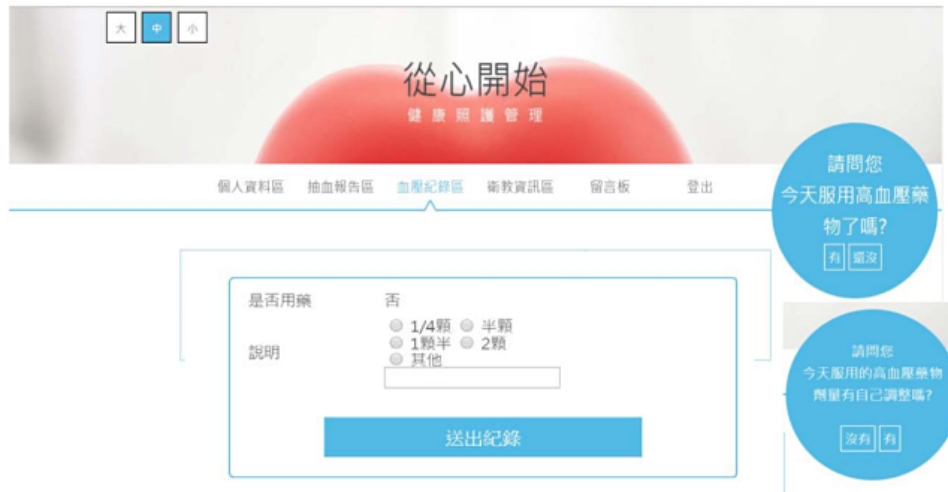 大 中 小
從心開始
健康照護管理
個人資料區 抽血報告區 血壓紀錄區 衛教資訊區 留言板 登出
請問您
今天服用高血壓藥
物了嗎?
有 還沒
是否用藥 否
說明
1/4顆 半顆
1顆半 2顆
其他
送出紀錄
請問您
今天服用的高血壓藥物
劑量有自己調整嗎?
沒有 有